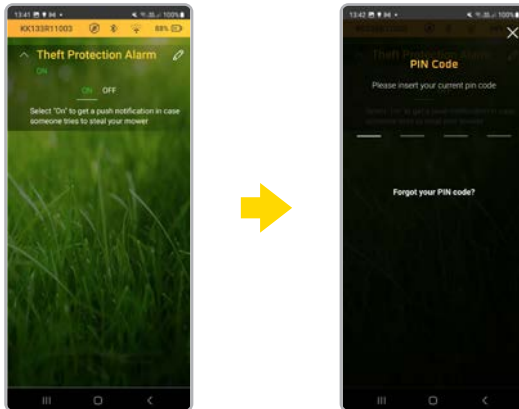 13:41
100%
KX133R11003
88%
Theft Protection Alarm
ON
ON OFF
Select "On" to get a push notification in case
someone tries to steal your mower
13:42
100%
PIN Code
Please insert your current pin code
Forgot your PIN code?